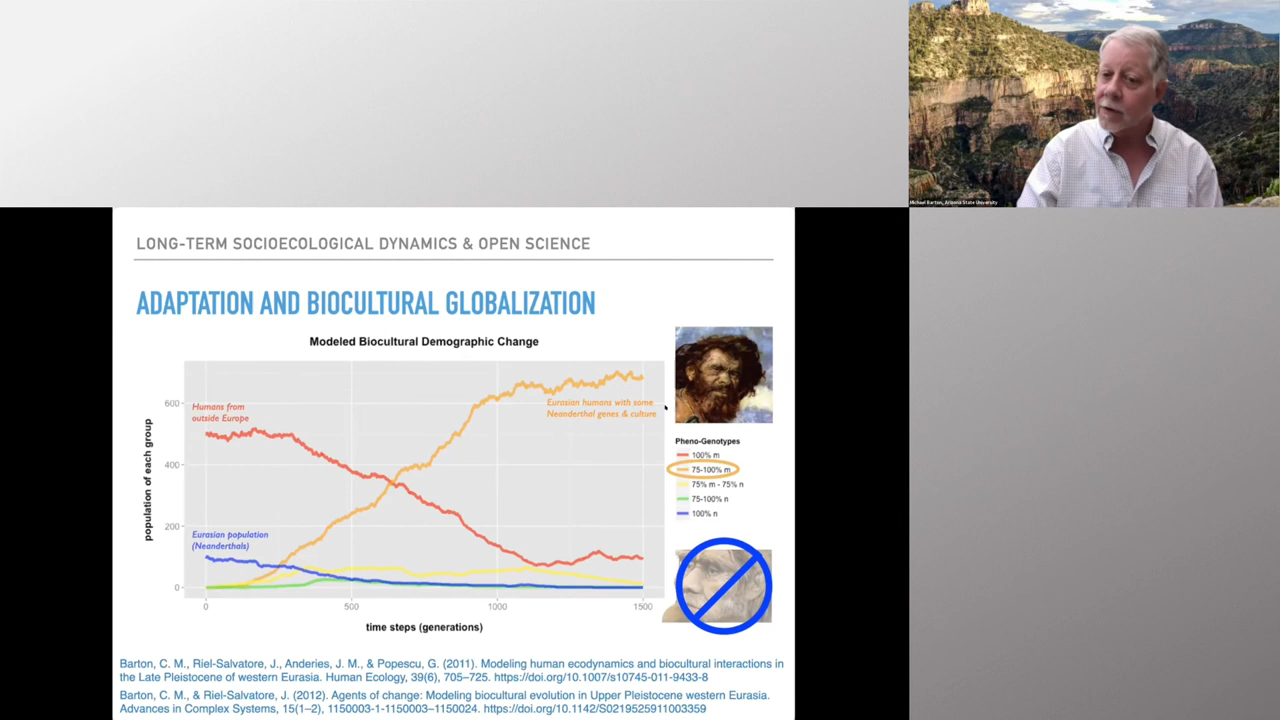 Michael Barton, Arizona State University
LONG-TERM SOCIOECOLOGICAL DYNAMICS & OPEN SCIENCE
ADAPTATION AND BIOCULTURAL GLOBALIZATION
Modeled Biocultural Demographic Change
population of each group
600
400
200
0
Humans from
outside Europe
Eurasian humans with some
Neanderthal genes & culture
Eurasian population
(Neanderthals)
0
500
1000
1500
time steps (generations)
Pheno-Genotypes
100% m
75-100% m
75% m - 75% n
75-100% n
100% n
Barton, C. M., Riel-Salvatore, J., Anderies, J. M., & Popescu, G. (2011). Modeling human ecodynamics and biocultural interactions in
the Late Pleistocene of western Eurasia. Human Ecology, 39(6), 705–725. https://doi.org/10.1007/s10745-011-9433-8
Barton, C. M., & Riel-Salvatore, J. (2012). Agents of change: Modeling biocultural evolution in Upper Pleistocene western Eurasia.
Advances in Complex Systems, 15(1–2), 1150003-1-1150003–1150024. https://doi.org/10.1142/S0219525911003359